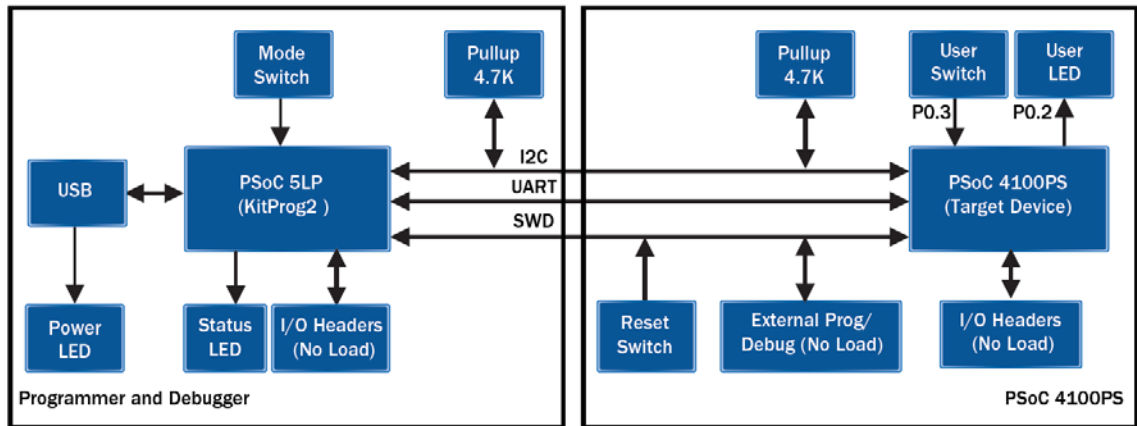 Mode
Switch
Pullup
4.7K
Pullup
4.7K
User
Switch
User
LED
P0.3
P0.2
I2C
UART
SWD
USB
PSoC 5LP
(KitProg2 )
PSoC 4100PS
(Target Device)
Power
LED
Status
LED
I/O Headers
(No Load)
Reset
Switch
External Prog/
Debug (No Load)
I/O Headers
(No Load)
Programmer and Debugger
PSoC 4100PS